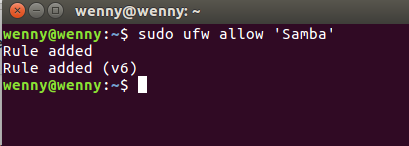 wenny@wenny: ~
wenny@wenny:~$ sudo ufw allow 'Samba'
Rule added
Rule added (v6)
wenny@wenny:~$